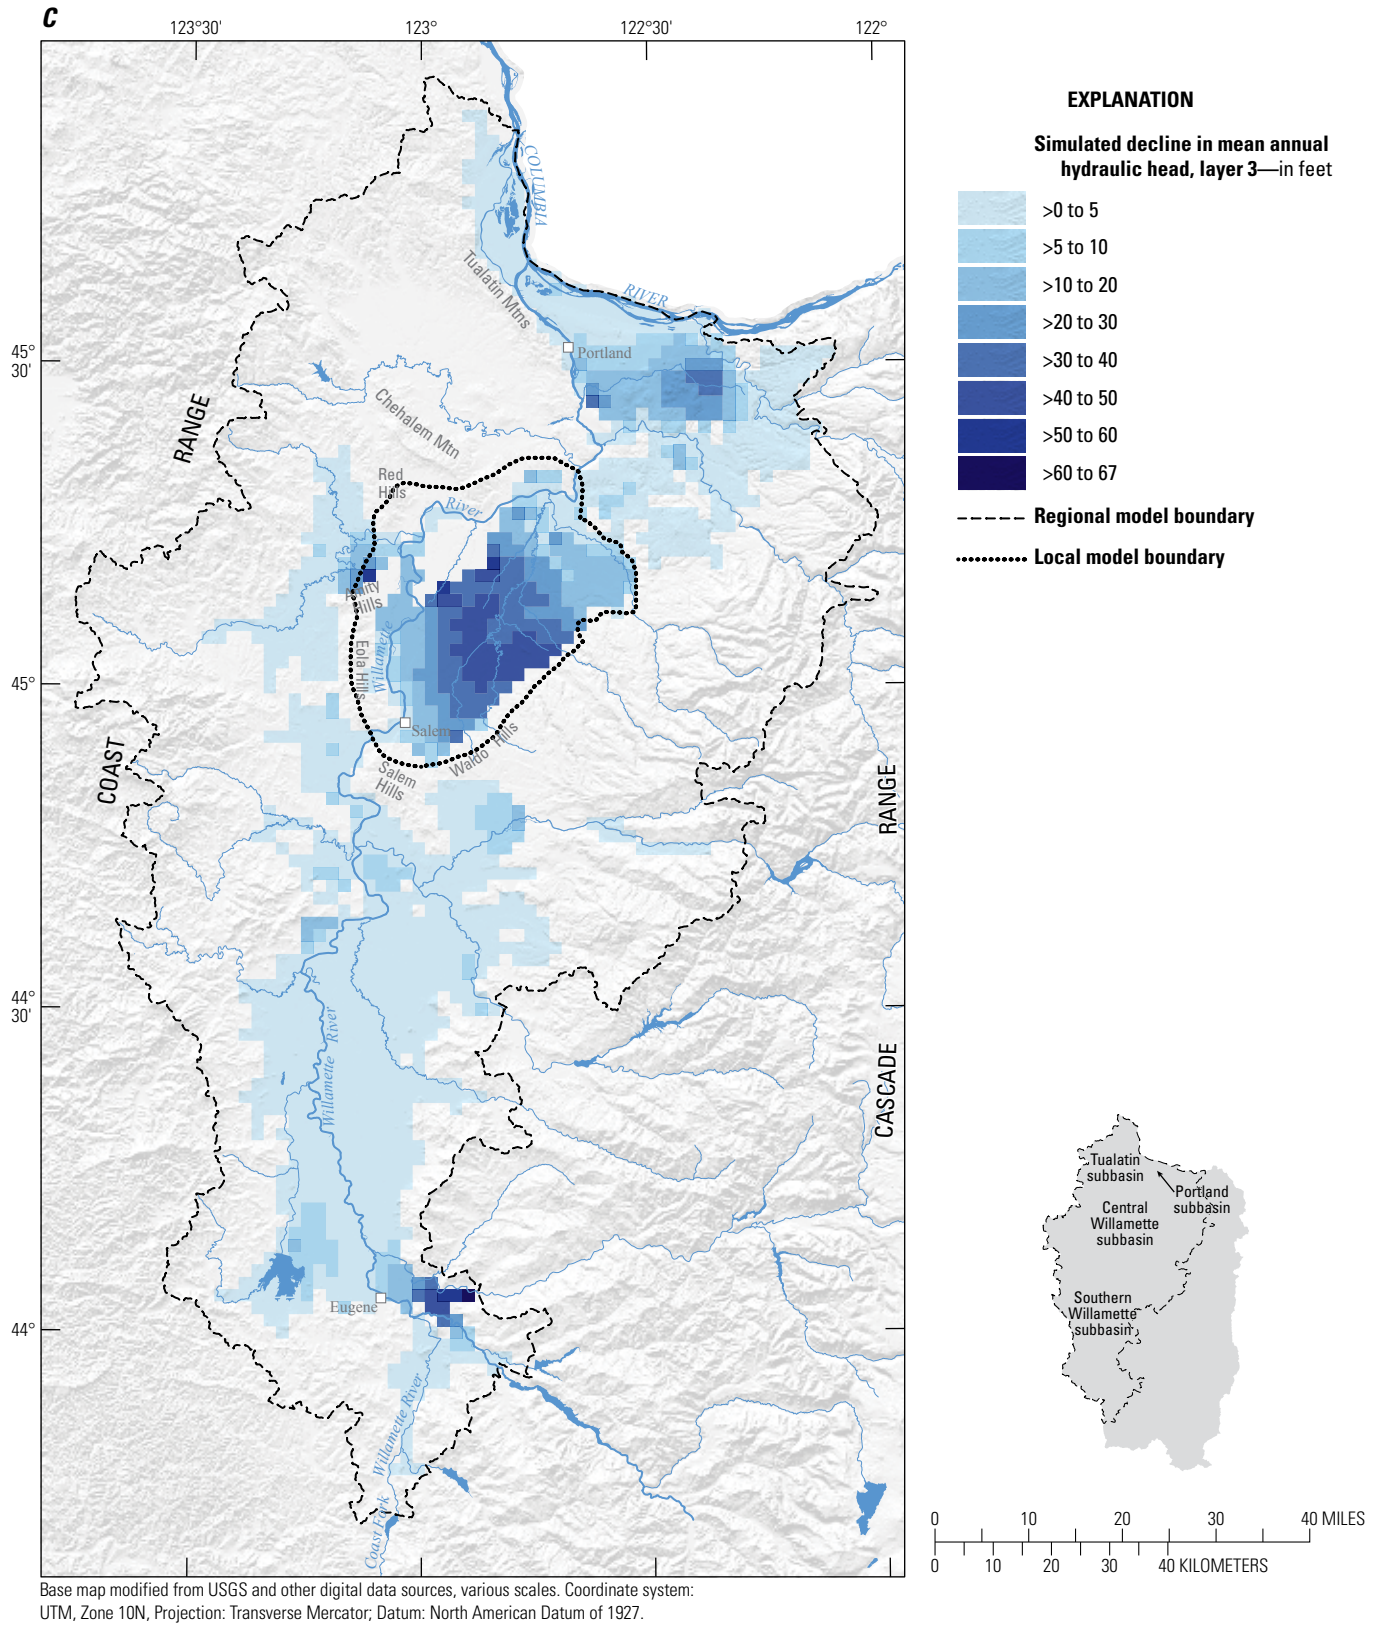 C
123°30'
123°
122°30'
122°
EXPLANATION
Simulated decline in mean annual
hydraulic head, layer 3—in feet
>0 to 5
>5 to 10
>10 to 20
>20 to 30
>30 to 40
>40 to 50
>50 to 60
>60 to 67
Regional model boundary
Local model boundary
COLUMBIA
RIVER
Tualatin Mtns
Portland
45°
30'
Chehalem Mtn
RANGE
Red
Hills
River
Amity
Hills
Eola Hills
Willamette
45°
Salem
Waldo Hills
Salem
Hills
COAST
RANGE
44°
30'
Willamette River
CASCADE
Eugene
44°
Willamette River
Coast Fork
Tualatin
subbasin
Portland
subbasin
Central
Willamette
subbasin
Southern
Willamette
subbasin
0 10 20 30 40 MILES
0 10 20 30 40 KILOMETERS
Base map modified from USGS and other digital data sources, various scales. Coordinate system:
UTM, Zone 10N, Projection: Transverse Mercator; Datum: North American Datum of 1927.